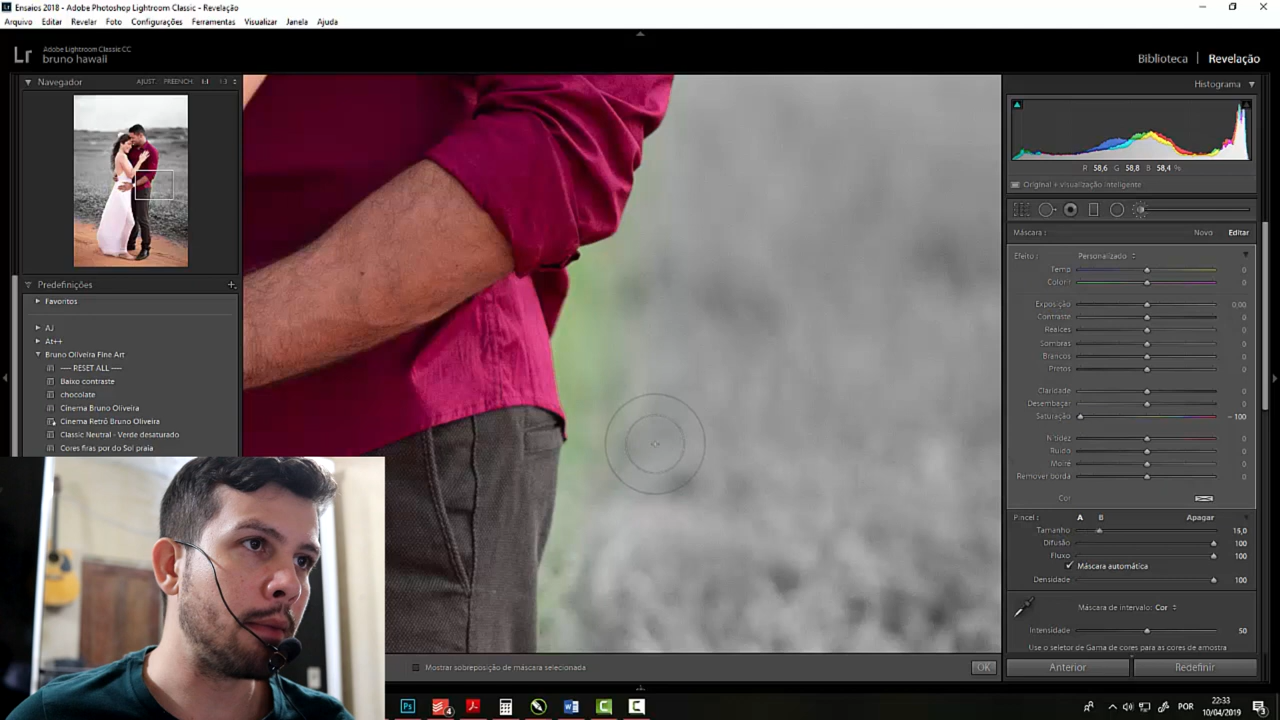 Ensaios 2018 - Adobe Photoshop Lightroom Classic - Revelação
Arquivo Editar Revelar Foto Configurações Ferramentas Visualizar Janela Ajuda
Lr Adobe Lightroom Classic CC
bruno hawaii
Biblioteca | Revelação
Navegador AJUST. PREENCH. 1:1
Histograma
R 58,6 G 58,8 B 58,4 %
Original + visualização inteligente
Máscara : Novo Editar
Efeito : Personalizado
Temp 0
Color r 0
Exposição 0,00
Contraste 0
Realces 0
Sombras 0
Brancos 0
Pretos 0
Claridade 0
Desembaçar 0
Saturação – 100
Nitidez 0
Ruído 0
Moiré 0
Remover borda 0
Cor
Pincel : A B Apagar
Tamanho 15,0
Difusão 100
Fluxo 100
Máscara automática
Densidade 100
Máscara de intervalo: Cor
Intensidade 50
Use o seletor de Gama de cores para cores de amostra
Anterior Redefinir
Predefinições +
Favoritos
AJ
At++
Bruno Oliveira Fine Art
---- RESET ALL ----
Baixo contraste
chocolate
Cinema Bruno Oliveira
Cinema Retrô Bruno Oliveira
Classic Neutral - Verde desaturado
Cores firas por do Sol praia
Mostrar sobreposição de máscara selecionada OK
Ps 4 W C C
POR 22:33
10/04/2019 3